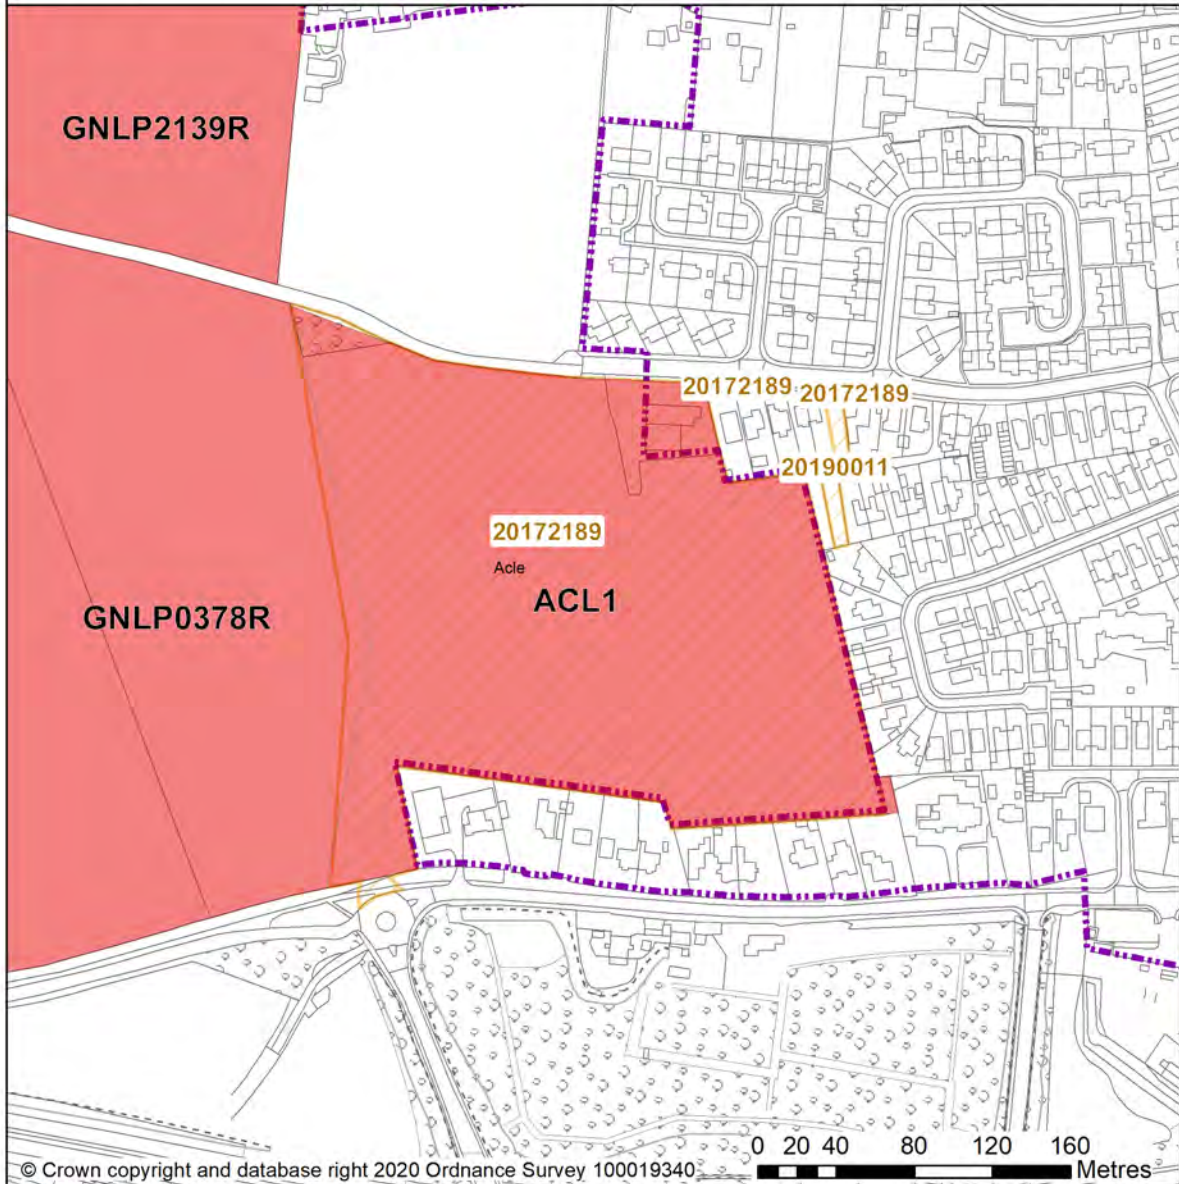 GNLP2139R
20172189
20172189
20190011
20172189
Acle
ACL1
GNLP0378R
0 20 40 80 120 160
Metres
© Crown copyright and database right 2020 Ordnance Survey 100019340